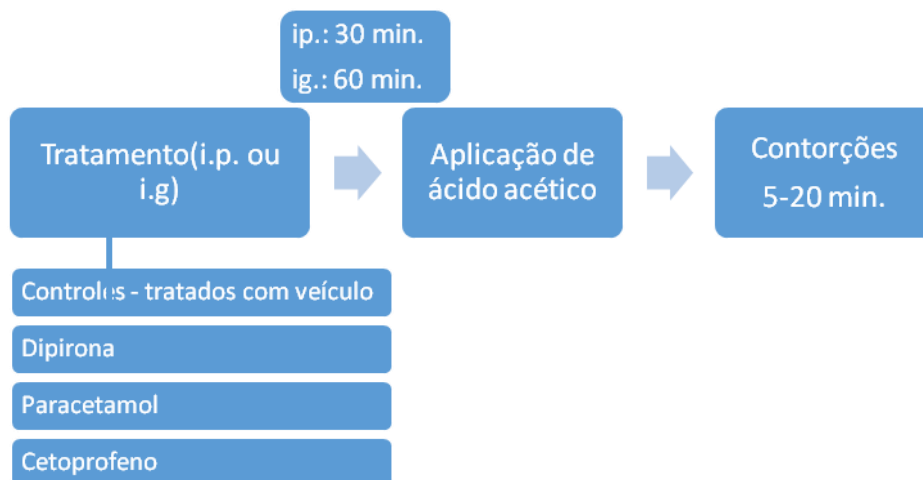 ip.: 30 min.
ig.: 60 min.
Tratamento(i.p. ou
i.g)
Aplicação de
ácido acético
Contorções
5-20 min.
Controles - tratados com veículo
Dipirona
Paracetamol
Cetoprofeno